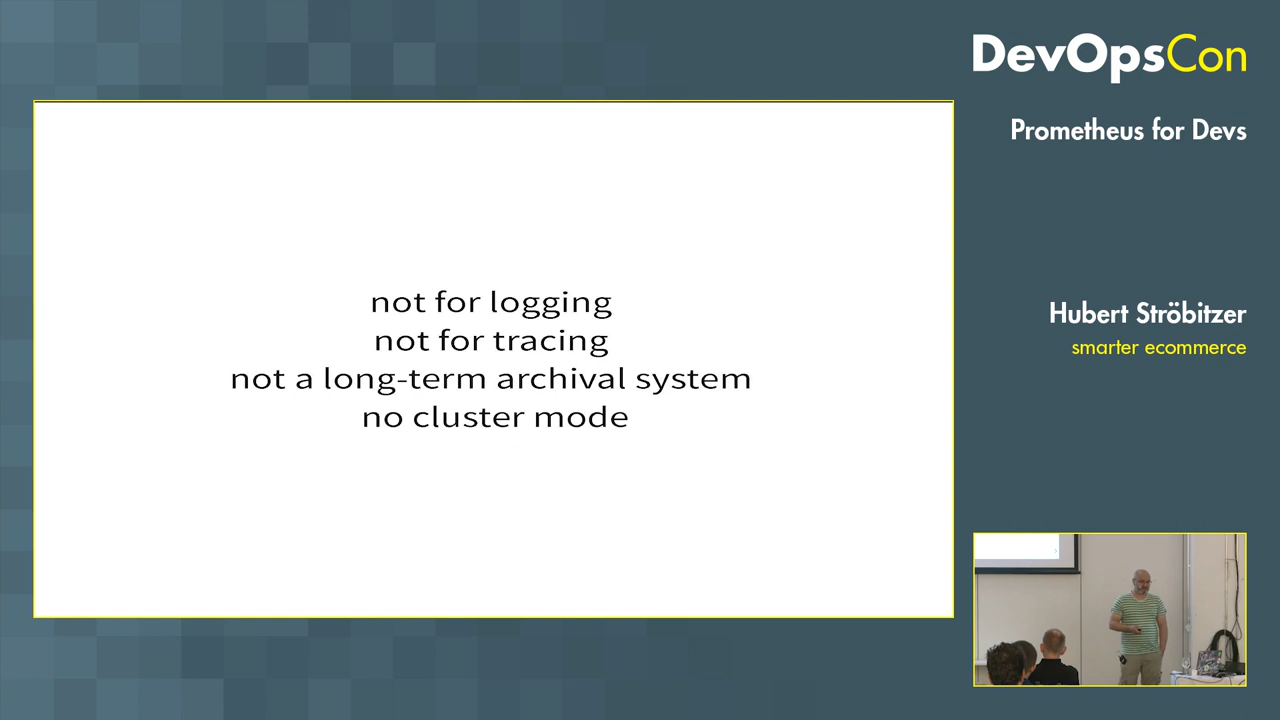 DevOpsCon
Prometheus for Devs
not for logging
not for tracing
not a long-term archival system
no cluster mode
Hubert Ströbitzer
smarter ecommerce